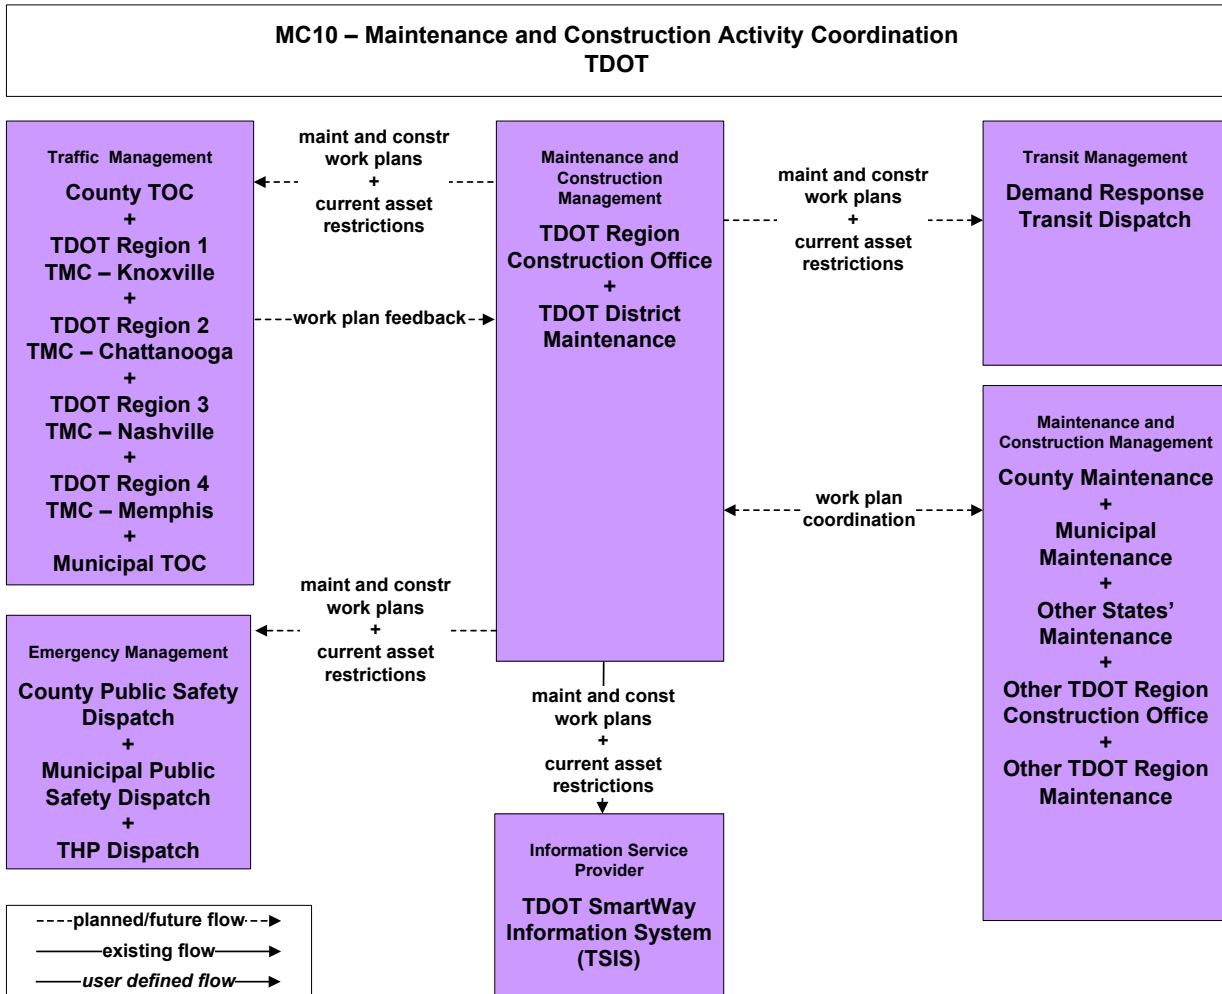 MC10 – Maintenance and Construction Activity Coordination
TDOT
Traffic Management
County TOC
+
TDOT Region 1
TMC – Knoxville
+
TDOT Region 2
TMC – Chattanooga
+
TDOT Region 3
TMC – Nashville
+
TDOT Region 4
TMC – Memphis
+
Municipal TOC
maint and constr
work plans
+
current asset
restrictions
work plan feedback
Maintenance and
Construction
Management
TDOT Region
Construction Office
+
TDOT District
Maintenance
maint and constr
work plans
+
current asset
restrictions
Transit Management
Demand Response
Transit Dispatch
work plan
coordination
Maintenance and
Construction Management
County Maintenance
+
Municipal
Maintenance
+
Other States’
Maintenance
+
Other TDOT Region
Construction Office
+
Other TDOT Region
Maintenance
maint and constr
work plans
+
current asset
restrictions
Emergency Management
County Public Safety
Dispatch
+
Municipal Public
Safety Dispatch
+
THP Dispatch
maint and const
work plans
+
current asset
restrictions
Information Service
Provider
TDOT SmartWay
Information System
(TSIS)
planned/future flow
existing flow
user defined flow